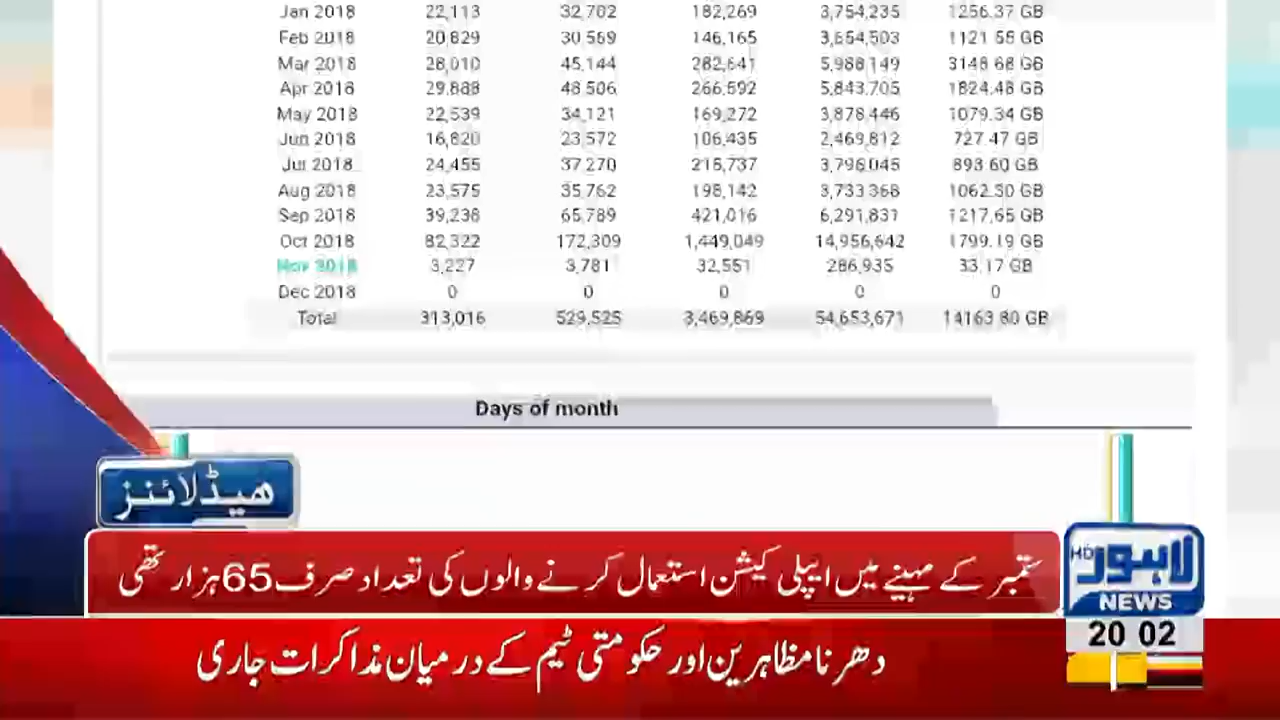 Jan 2018 22,113 32,702 182,269 3,754,235 1256.37 GB
Feb 2018 20,829 30,569 146,165 3,654,503 1121.55 GB
Mar 2018 28,010 45,144 282,641 5,988,149 3148.68 GB
Apr 2018 29,888 48,506 266,592 5,843,705 1824.48 GB
May 2018 22,539 34,121 169,272 3,878,446 1079.34 GB
Jun 2018 16,820 23,572 106,435 2,469,812 727.47 GB
Jul 2018 24,455 37,270 215,737 3,796,045 893.60 GB
Aug 2018 23,575 35,762 198,142 3,733,368 1062.30 GB
Sep 2018 39,238 65,789 421,016 6,291,831 1217.65 GB
Oct 2018 82,322 172,309 1,449,049 14,956,642 1799.19 GB
Nov 2018 3,227 3,781 32,551 286,935 33.17 GB
Dec 2018 0 0 0 0 0
Total 313,016 529,525 3,469,869 54,653,671 14163.80 GB
Days of month
ھیڈلائنز
ستمبر کے مہینے میں ایپلی کیشن استعمال کرنے والوں کی تعداد صرف 65 ہزار تھی
لاہور HD
NEWS
20 02
دھرنا مظاہرین اور حکومتی ٹیم کے درمیان مذاکرات جاری